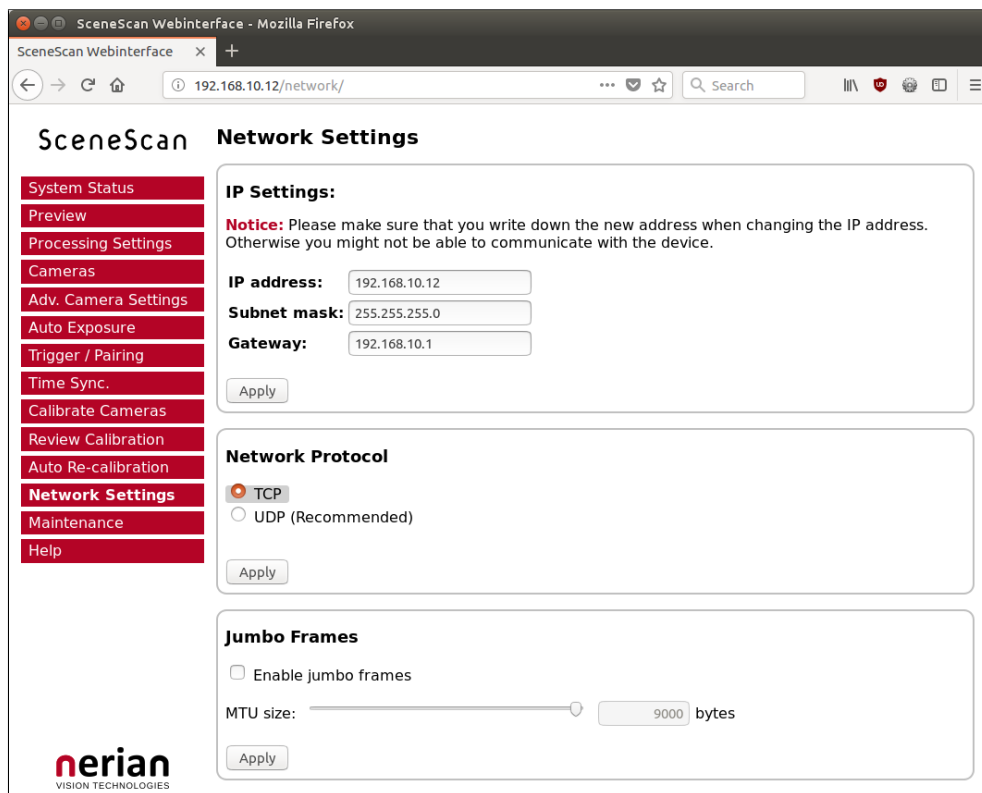 SceneScan Webinterface - Mozilla Firefox
SceneScan Webinterface
192.168.10.12/network/
Search
SceneScan
System Status
Preview
Processing Settings
Cameras
Adv. Camera Settings
Auto Exposure
Trigger / Pairing
Time Sync.
Calibrate Cameras
Review Calibration
Auto Re-calibration
Network Settings
Maintenance
Help
nerian
VISION TECHNOLOGIES
Network Settings
IP Settings:
Notice: Please make sure that you write down the new address when changing the IP address.
Otherwise you might not be able to communicate with the device.
IP address: 192.168.10.12
Subnet mask: 255.255.255.0
Gateway: 192.168.10.1
Apply
Network Protocol
TCP
UDP (Recommended)
Apply
Jumbo Frames
Enable jumbo frames
MTU size: 9000 bytes
Apply